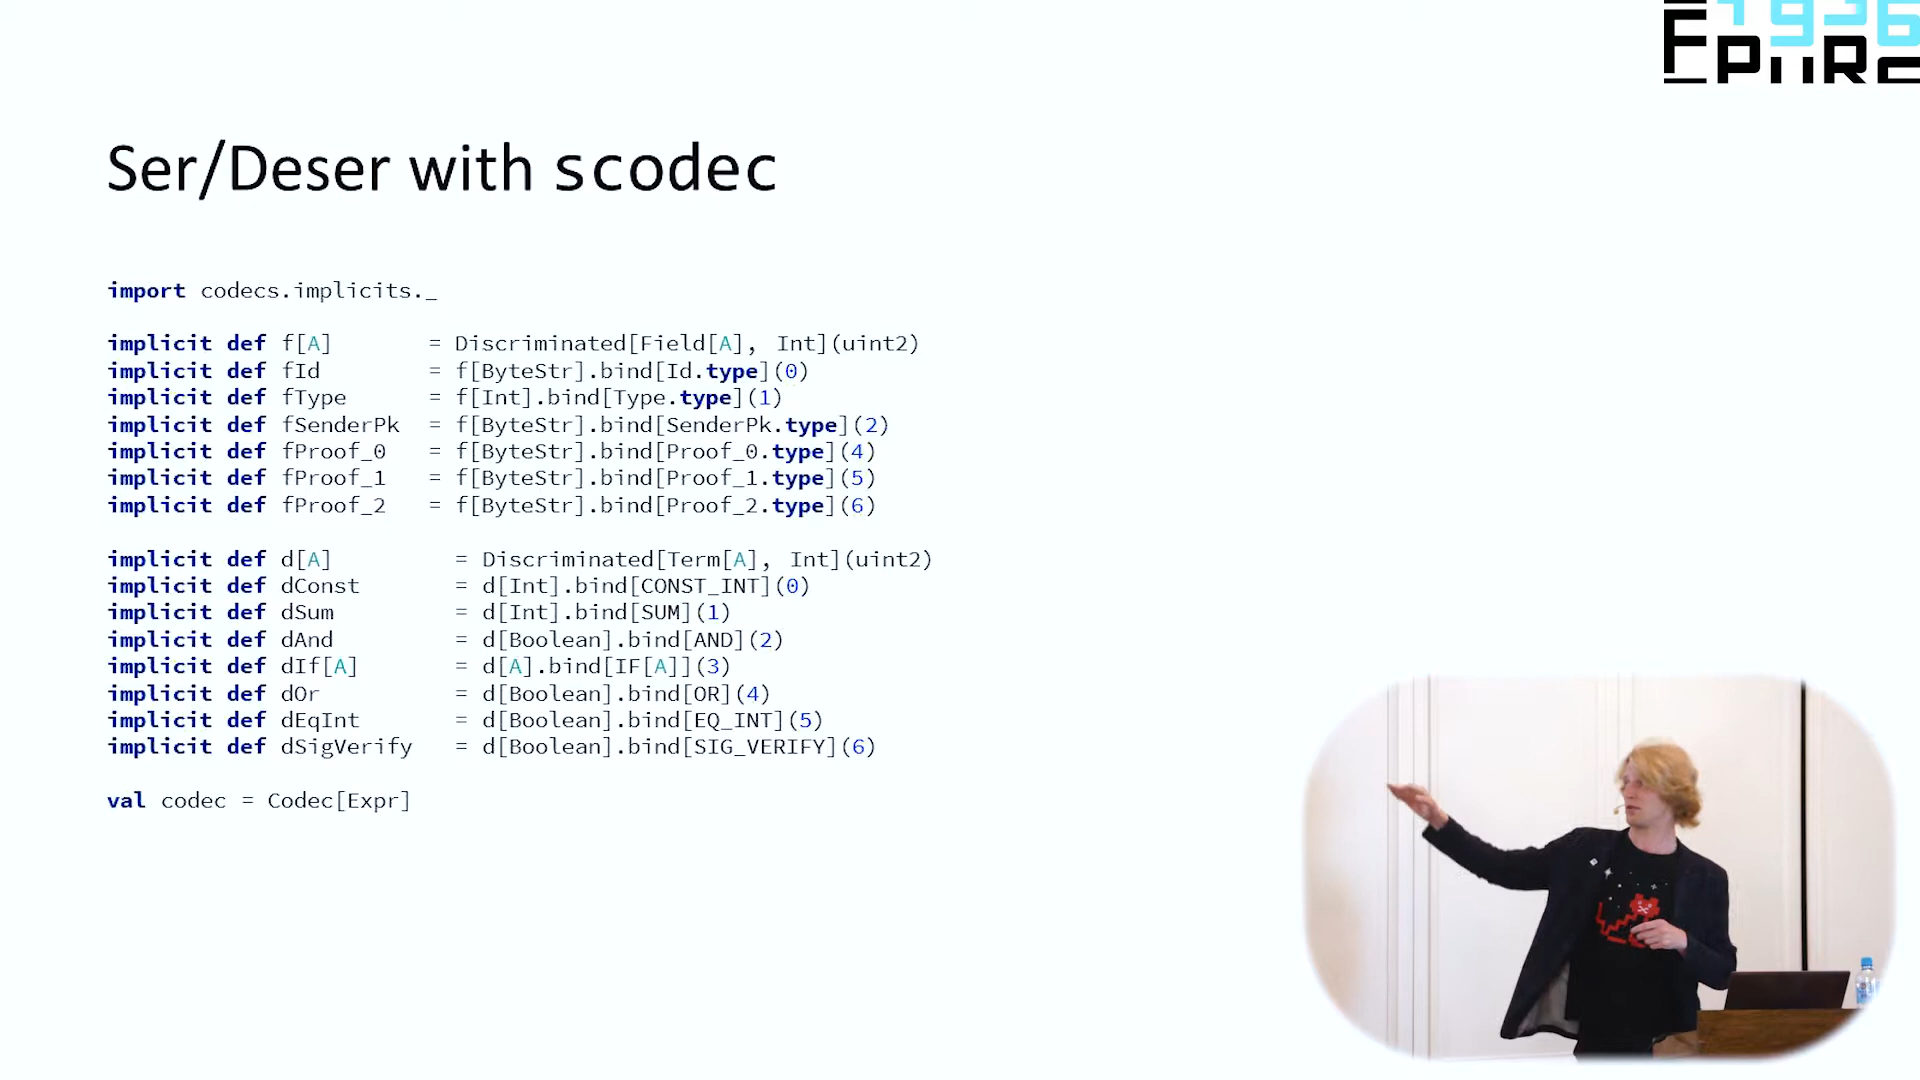 1936
Ser/Deser with scodec
import codecs.implicits._
implicit def f[A] = Discriminated[Field[A], Int](uint2)
implicit def fId = f[ByteStr].bind[Id.type](0)
implicit def fType = f[Int].bind[Type.type](1)
implicit def fSenderPk = f[ByteStr].bind[SenderPk.type](2)
implicit def fProof_0 = f[ByteStr].bind[Proof_0.type](4)
implicit def fProof_1 = f[ByteStr].bind[Proof_1.type](5)
implicit def fProof_2 = f[ByteStr].bind[Proof_2.type](6)
implicit def d[A] = Discriminated[Term[A], Int](uint2)
implicit def dConst = d[Int].bind[CONST_INT](0)
implicit def dSum = d[Int].bind[SUM](1)
implicit def dAnd = d[Boolean].bind[AND](2)
implicit def dIf[A] = d[A].bind[IF[A]](3)
implicit def dOr = d[Boolean].bind[OR](4)
implicit def dEqInt = d[Boolean].bind[EQ_INT](5)
implicit def dSigVerify = d[Boolean].bind[SIG_VERIFY](6)
val codec = Codec[Expr]